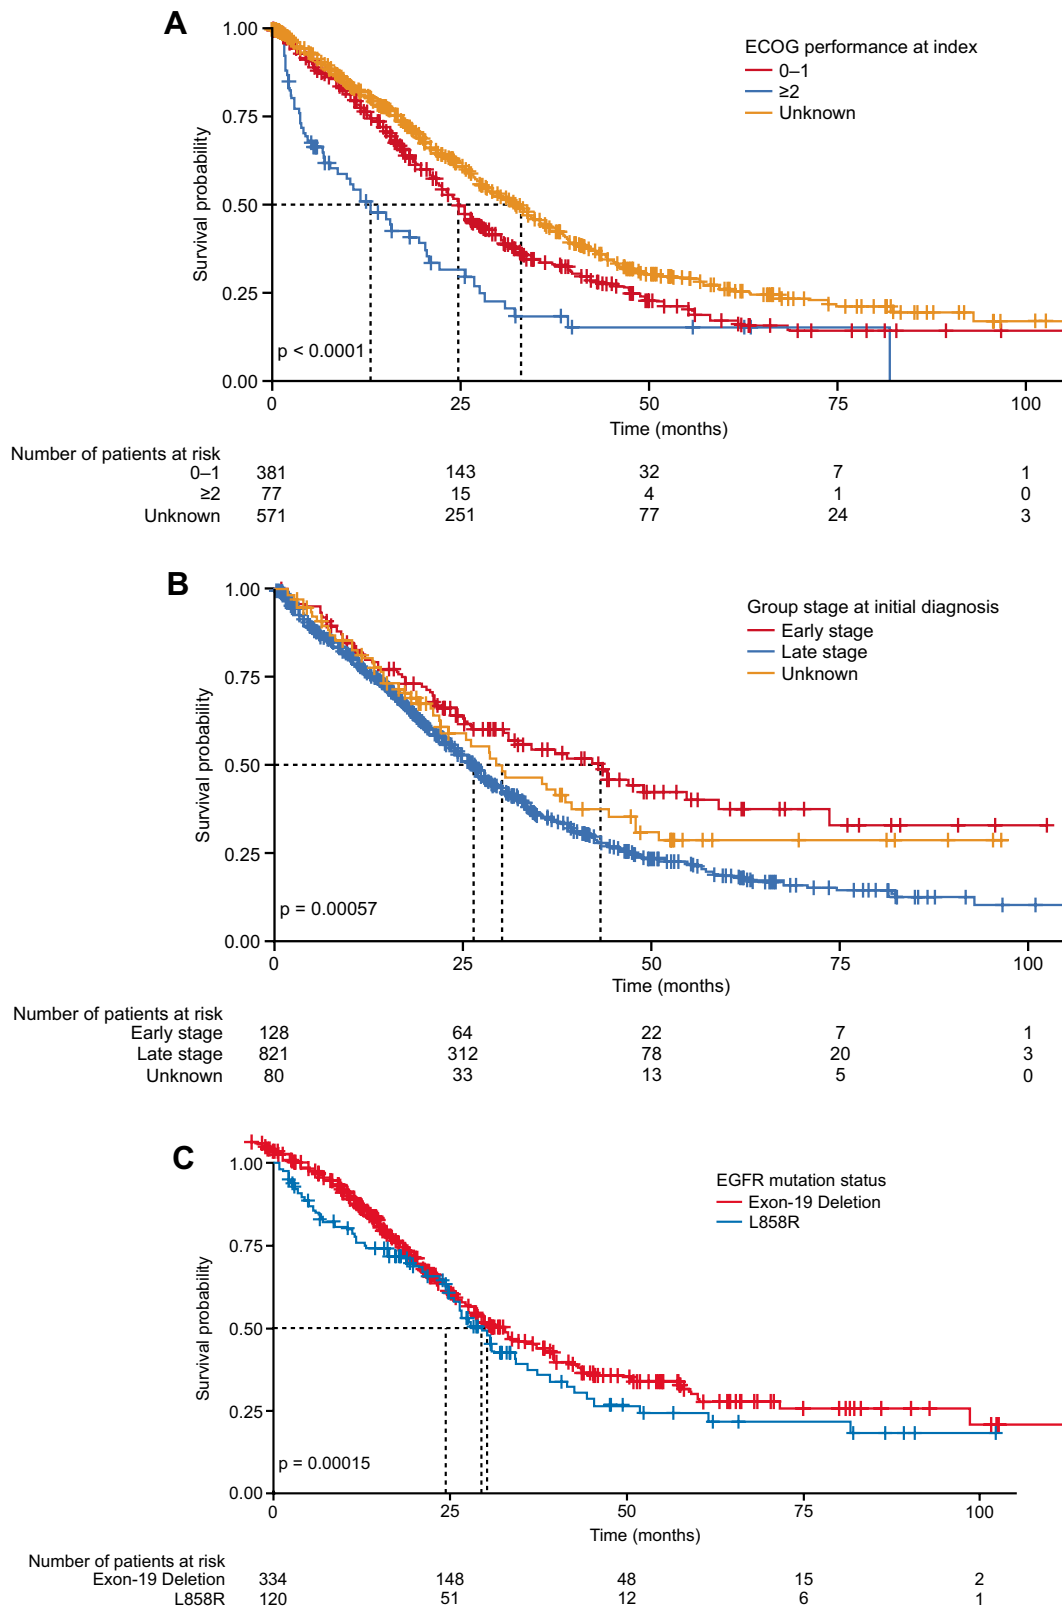 A
ECOG performance at index
0–1
≥2
Unknown
Survival probability
1.00
0.75
0.50
0.25
0.00
p < 0.0001
0 25 50 75 100
Time (months)
Number of patients at risk
0–1 381 143 32 7 1
≥2 77 15 4 1 0
Unknown 571 251 77 24 3
B
Group stage at initial diagnosis
Early stage
Late stage
Unknown
Survival probability
1.00
0.75
0.50
0.25
0.00
p = 0.00057
0 25 50 75 100
Time (months)
Number of patients at risk
Early stage 128 64 22 7 1
Late stage 821 312 78 20 3
Unknown 80 33 13 5 0
C
EGFR mutation status
Exon-19 Deletion
L858R
Survival probability
1.00
0.75
0.50
0.25
0.00
p = 0.00015
0 25 50 75 100
Time (months)
Number of patients at risk
Exon-19 Deletion 334 148 48 15 2
L858R 120 51 12 6 1